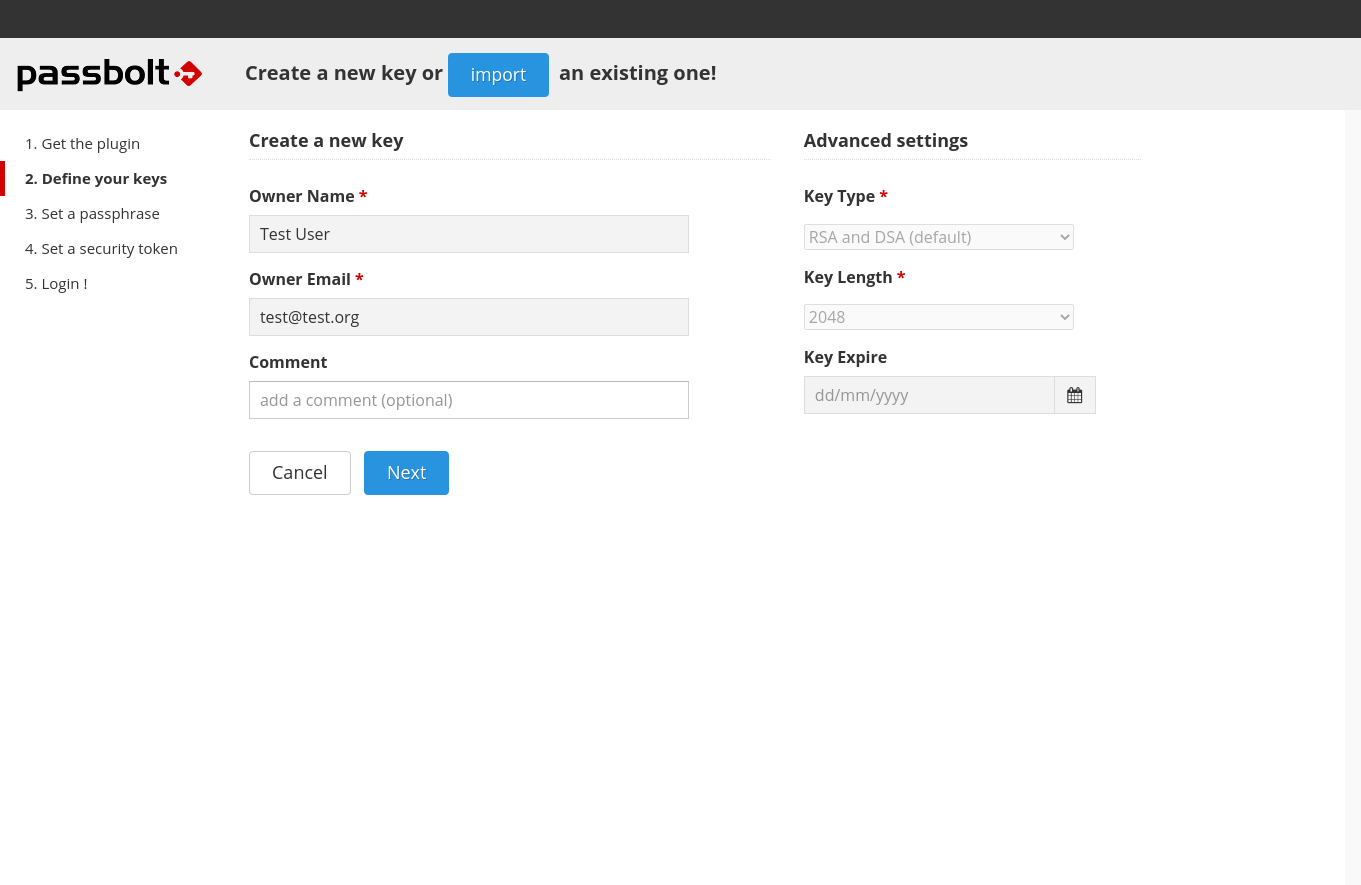 passbolt
Create a new key or import an existing one!
1. Get the plugin
2. Define your keys
3. Set a passphrase
4. Set a security token
5. Login !
Create a new key
Owner Name *
Test User
Owner Email *
test@test.org
Comment
add a comment (optional)
Cancel Next
Advanced settings
Key Type *
RSA and DSA (default)
Key Length *
2048
Key Expire
dd/mm/yyyy